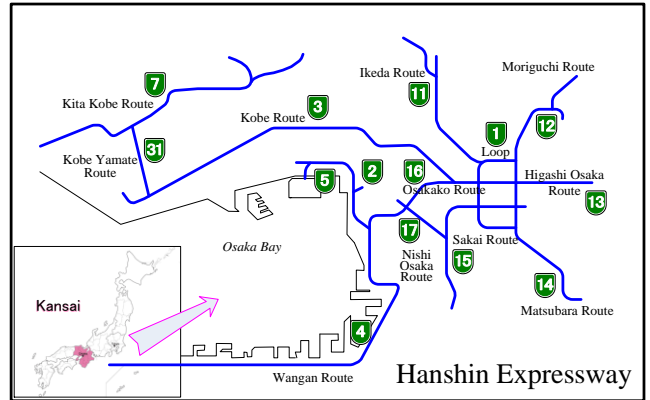 Ikeda Route
Moriguchi Route
7
11
3
Kita Kobe Route
Kobe Route
1
12
31
Loop
Kobe Yamate
Route
16
2
5
Osakako Route
Higashi Osaka
Route
13
17
Osaka Bay
Sakai Route
Nishi
Osaka
Route
15
14
Kansai
Matsubara Route
4
Wangan Route
Hanshin Expressway